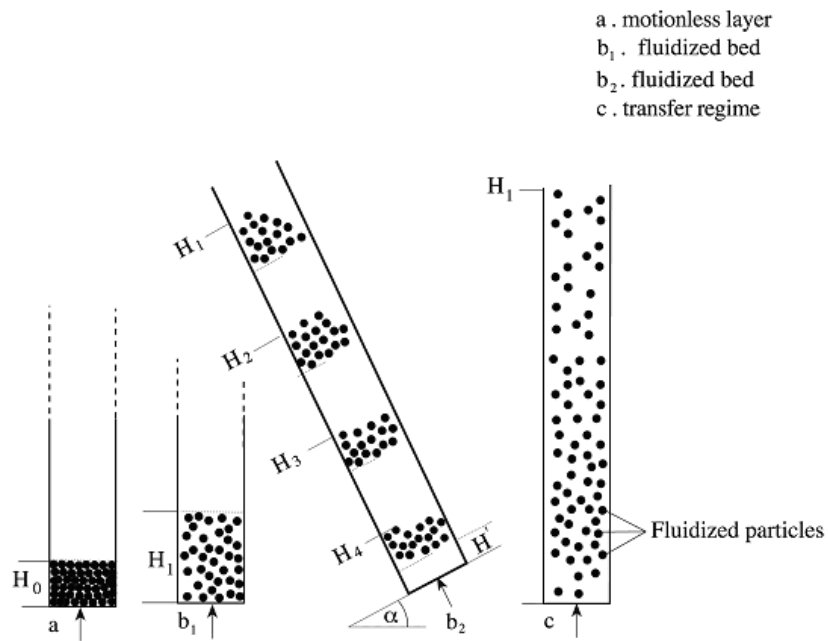 a . motionless layer
b₁ . fluidized bed
b₂. fluidized bed
c . transfer regime
H₁
H₁
H₂
H₃
H₄
H'
H₀
H₁
Fluidized particles
a
b₁
α
b₂
c